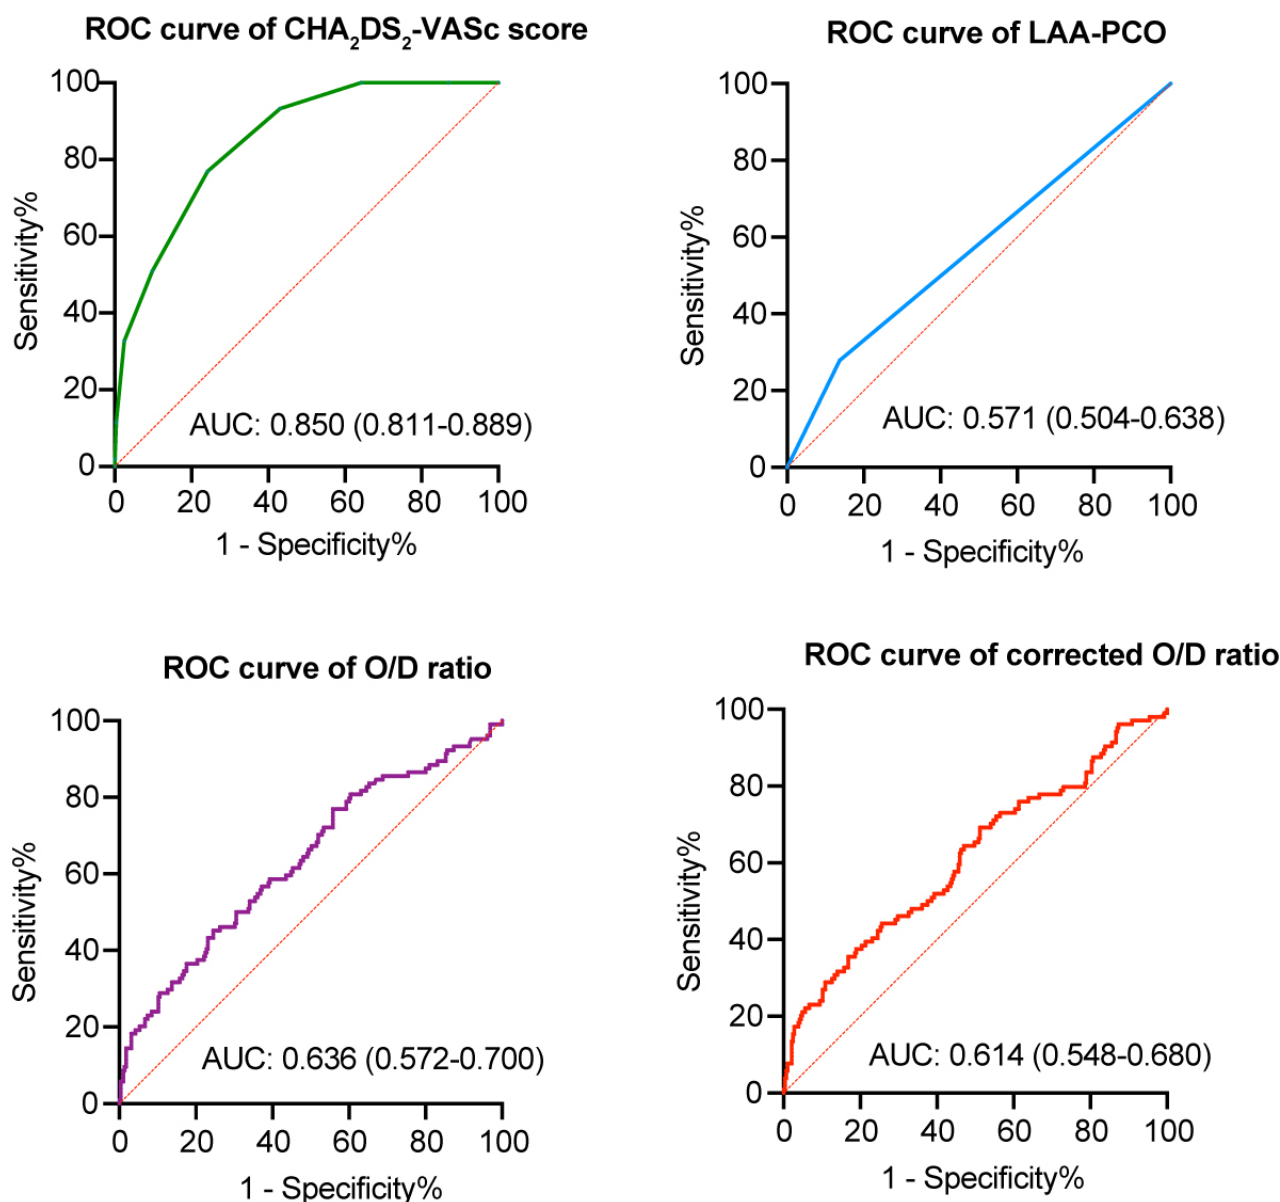 ROC curve of CHA₂DS₂-VASc score
100
80
60
40
20
0
Sensitivity%
AUC: 0.850 (0.811-0.889)
0 20 40 60 80 100
1 - Specificity%
ROC curve of LAA-PCO
100
80
60
40
20
0
Sensitivity%
AUC: 0.571 (0.504-0.638)
0 20 40 60 80 100
1 - Specificity%
ROC curve of O/D ratio
100
80
60
40
20
0
Sensitivity%
AUC: 0.636 (0.572-0.700)
0 20 40 60 80 100
1 - Specificity%
ROC curve of corrected O/D ratio
100
80
60
40
20
0
Sensitivity%
AUC: 0.614 (0.548-0.680)
0 20 40 60 80 100
1 - Specificity%